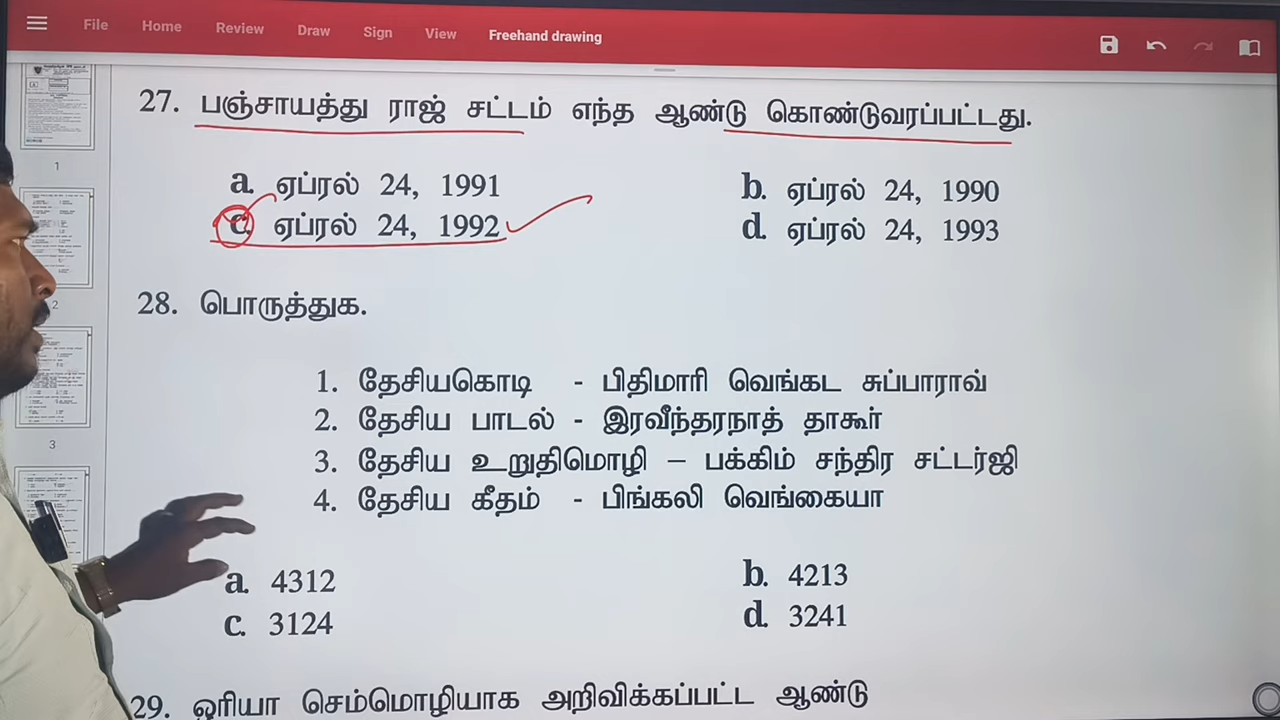 File Home Review Draw Sign View Freehand drawing
27. பஞ்சாயத்து ராஜ் சட்டம் எந்த ஆண்டு கொண்டுவரப்பட்டது.
a. ஏப்ரல் 24, 1991 b. ஏப்ரல் 24, 1990
c. ஏப்ரல் 24, 1992 d. ஏப்ரல் 24, 1993
28. பொருத்துக.
1. தேசியகொடி - பிதிமாரி வெங்கட சுப்பாராவ்
2. தேசிய பாடல் - இரவீந்தரநாத் தாகூர்
3. தேசிய உறுதிமொழி – பக்கிம் சந்திர சட்டர்ஜி
4. தேசிய கீதம் - பிங்கலி வெங்கையா
a. 4312 b. 4213
c. 3124 d. 3241
29. ஒரியா செம்மொழியாக அறிவிக்கப்பட்ட ஆண்டு
1
2
3